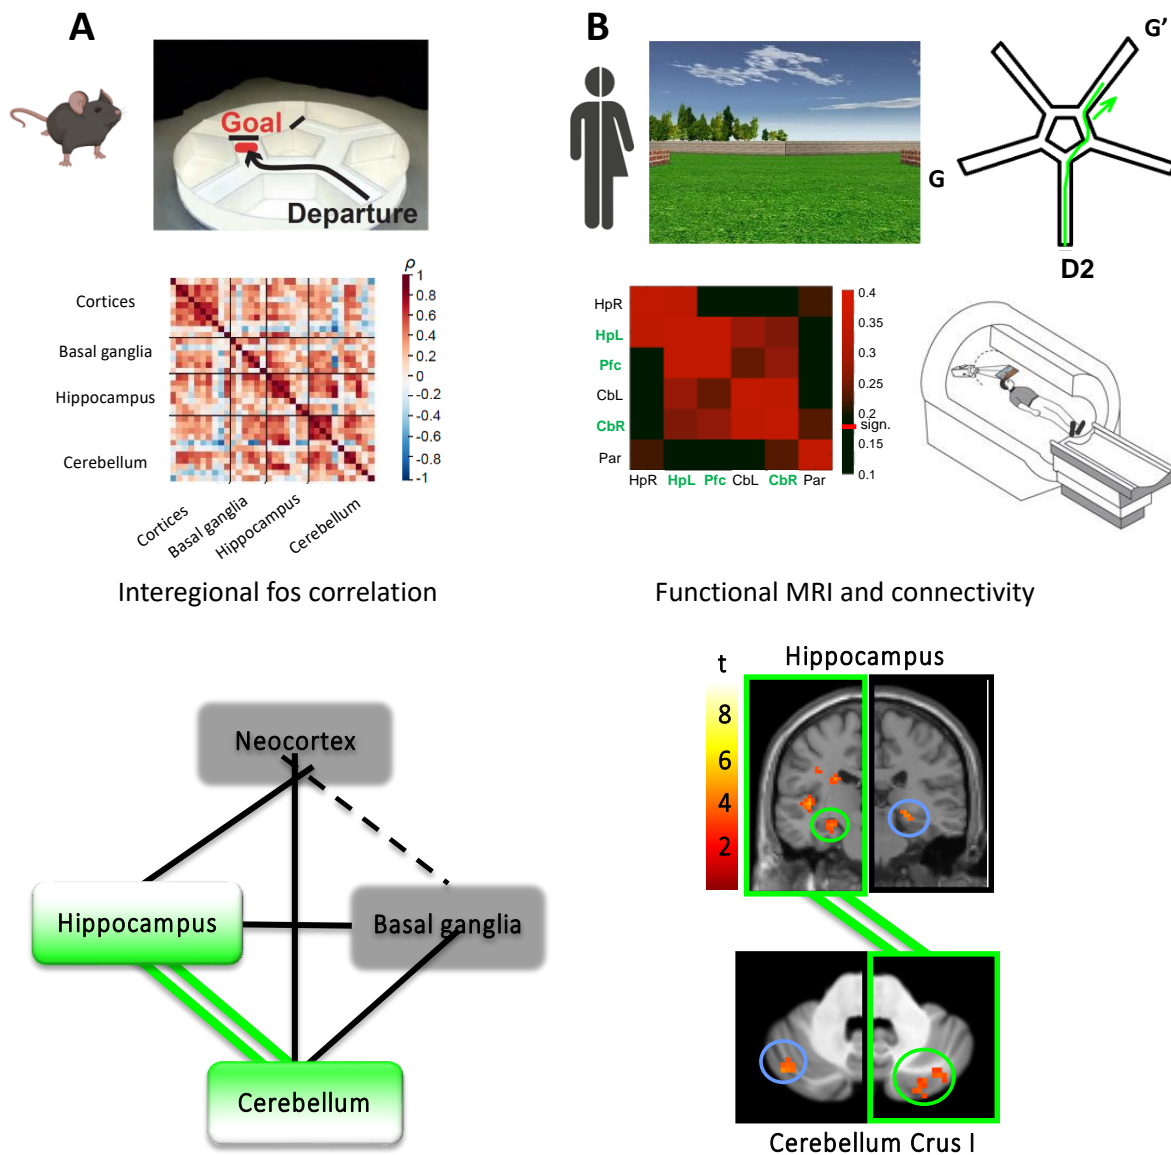 A
B
Goal
Departure
G'
G
D2
ρ
Cortices
Basal ganglia
Hippocampus
Cerebellum
1
0.8
0.6
0.4
0.2
0
-0.2
-0.4
-0.6
-0.8
-1
Cortices
Basal ganglia
Hippocampus
Cerebellum
HpR
HpL
Pfc
CbL
CbR
Par
HpR HpL Pfc CbL CbR Par
0.4
0.35
0.3
0.25
0.2
sign.
0.15
0.1
Interegional fos correlation
Functional MRI and connectivity
Neocortex
Hippocampus
Basal ganglia
Cerebellum
t
Hippocampus
8
6
4
2
Cerebellum Crus I